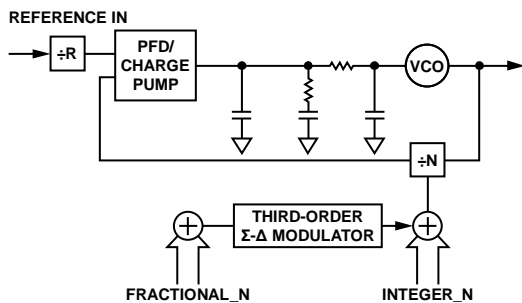 REFERENCE IN
÷R
PFD/
CHARGE
PUMP
VCO
÷N
THIRD-ORDER
Σ-Δ MODULATOR
FRACTIONAL_N
INTEGER_N